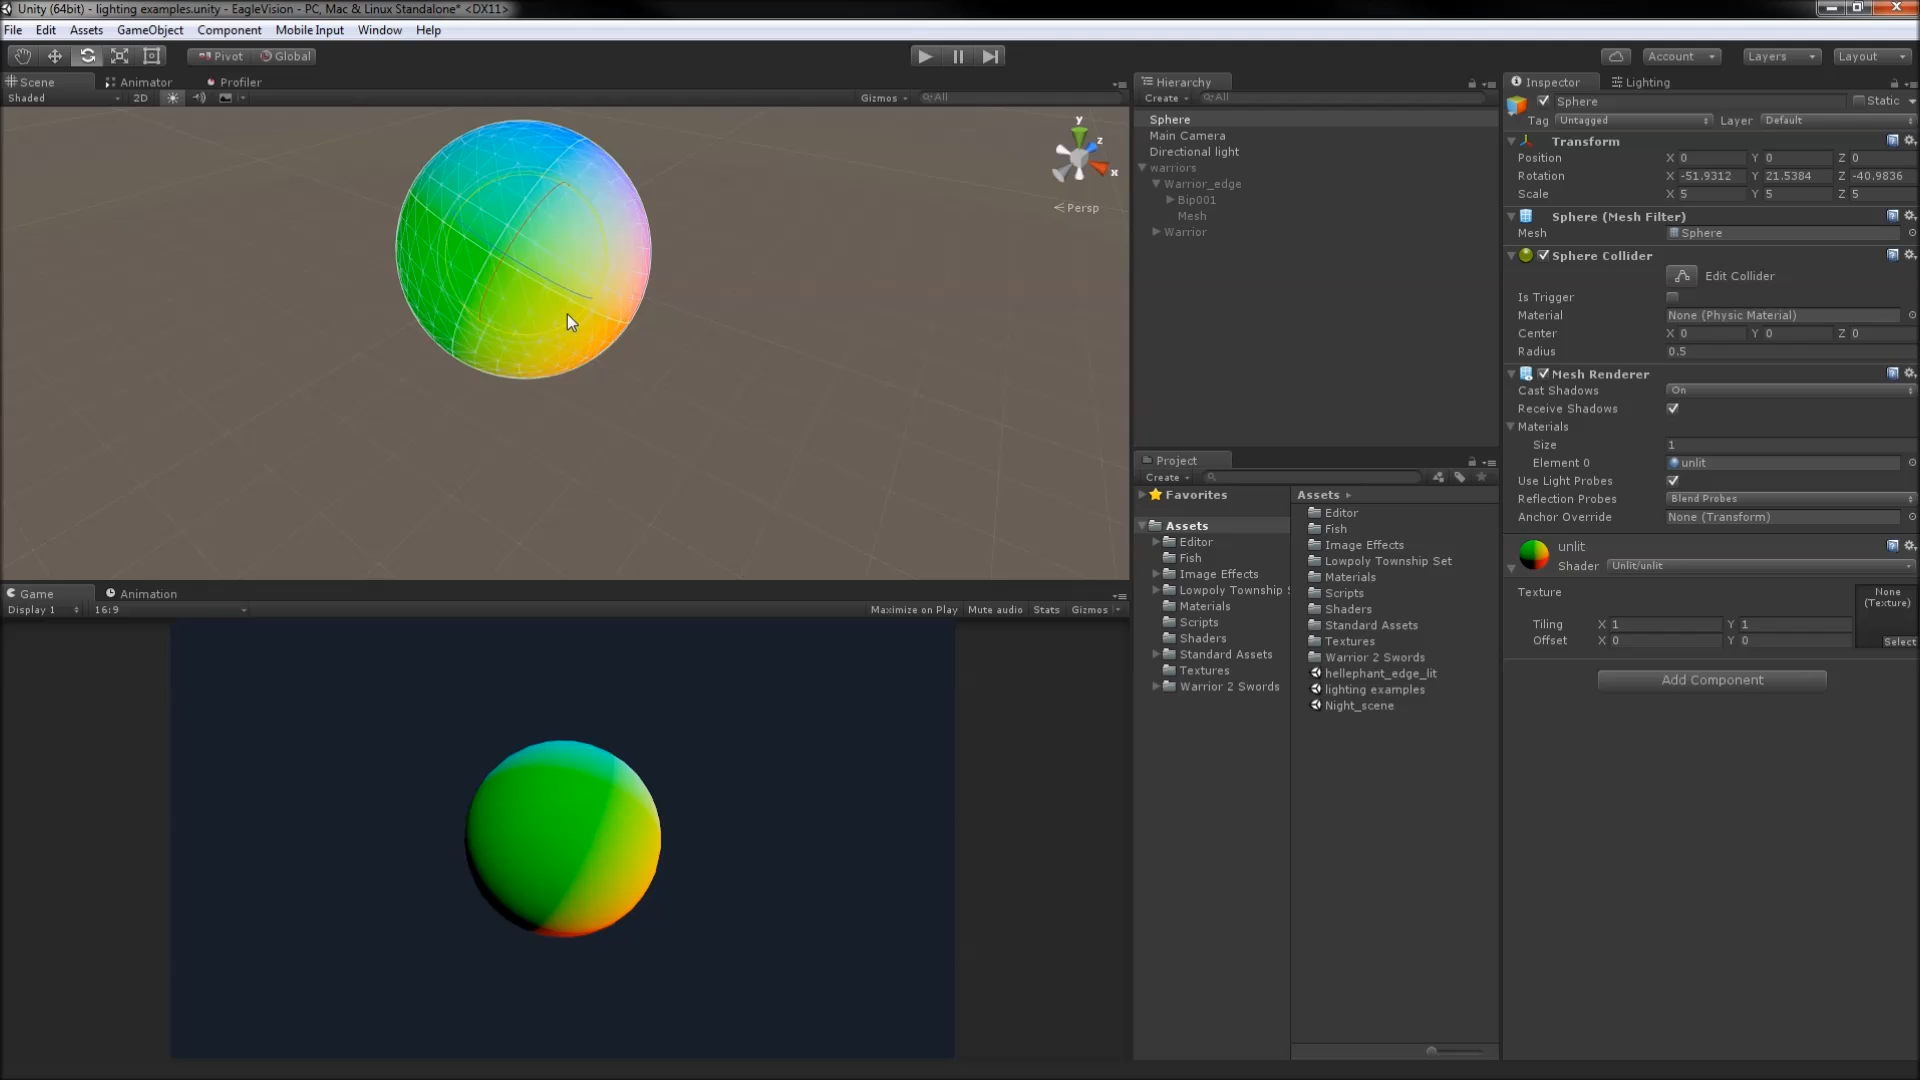 Unity (64bit) - lighting examples.unity - EagleVision - PC, Mac & Linux Standalone* <DX11>
File Edit Assets GameObject Component Mobile Input Window Help
Pivot Global Account Layers Layout
Scene Animator Profiler
Shaded 2D Gizmos All
y
z
x
Persp
Game Animation
Display 1 16:9 Maximize on Play Mute audio Stats Gizmos
Hierarchy
Create All
Sphere
Main Camera
Directional light
warriors
Warrior_edge
Bip001
Mesh
Warrior
Project
Create
Favorites
Assets
Editor
Fish
Image Effects
Lowpoly Township S
Materials
Scripts
Shaders
Standard Assets
Textures
Warrior 2 Swords
Assets
Editor
Fish
Image Effects
Lowpoly Township Set
Materials
Scripts
Shaders
Standard Assets
Textures
Warrior 2 Swords
hellephant_edge_lit
lighting examples
Night_scene
Inspector Lighting
Sphere Static
Tag Untagged Layer Default
Transform
Position X 0 Y 0 Z 0
Rotation X -51.9312 Y 21.5384 Z -40.9836
Scale X 5 Y 5 Z 5
Sphere (Mesh Filter)
Mesh Sphere
Sphere Collider
Edit Collider
Is Trigger
Material None (Physic Material)
Center X 0 Y 0 Z 0
Radius 0.5
Mesh Renderer
Cast Shadows On
Receive Shadows
Materials
Size 1
Element 0 unlit
Use Light Probes
Reflection Probes Blend Probes
Anchor Override None (Transform)
unlit
Shader Unlit/unlit
Texture None
(Texture)
Tiling X 1 Y 1
Offset X 0 Y 0 Select
Add Component